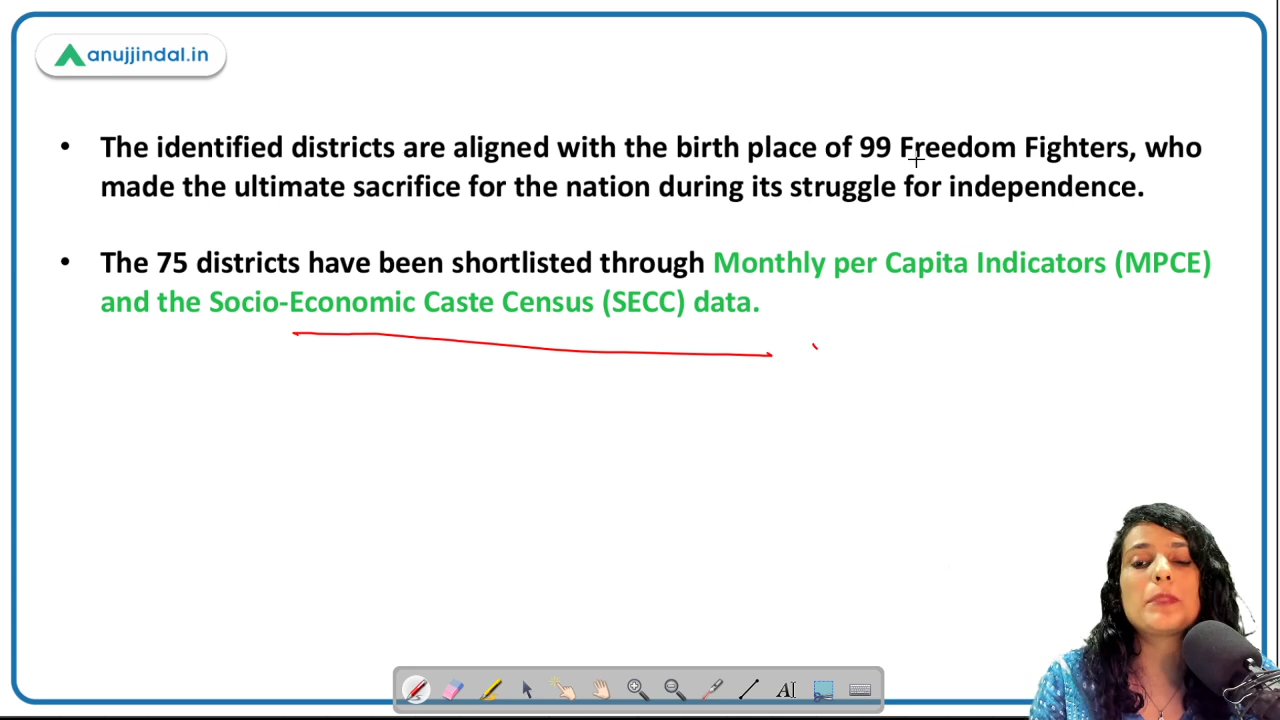 anujjindal.in
• The identified districts are aligned with the birth place of 99 Freedom Fighters, who
made the ultimate sacrifice for the nation during its struggle for independence.
• The 75 districts have been shortlisted through Monthly per Capita Indicators (MPCE)
and the Socio-Economic Caste Census (SECC) data.
AI